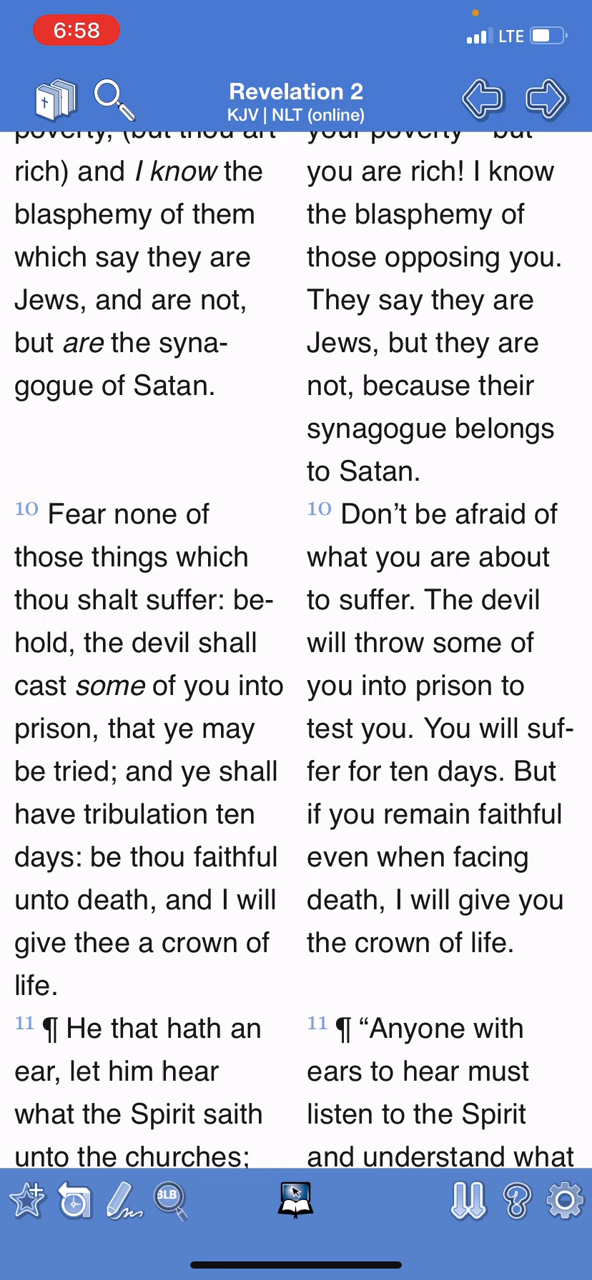 6:58
LTE
Revelation 2
KJV | NLT (online)
poverty, (but thou art
rich) and I know the
blasphemy of them
which say they are
Jews, and are not,
but are the syna-
gogue of Satan.
10 Fear none of
those things which
thou shalt suffer: be-
hold, the devil shall
cast some of you into
prison, that ye may
be tried; and ye shall
have tribulation ten
days: be thou faithful
unto death, and I will
give thee a crown of
life.
11 ¶ He that hath an
ear, let him hear
what the Spirit saith
unto the churches;
your poverty—but
you are rich! I know
the blasphemy of
those opposing you.
They say they are
Jews, but they are
not, because their
synagogue belongs
to Satan.
10 Don’t be afraid of
what you are about
to suffer. The devil
will throw some of
you into prison to
test you. You will suf-
fer for ten days. But
if you remain faithful
even when facing
death, I will give you
the crown of life.
11 ¶ “Anyone with
ears to hear must
listen to the Spirit
and understand what
BLB